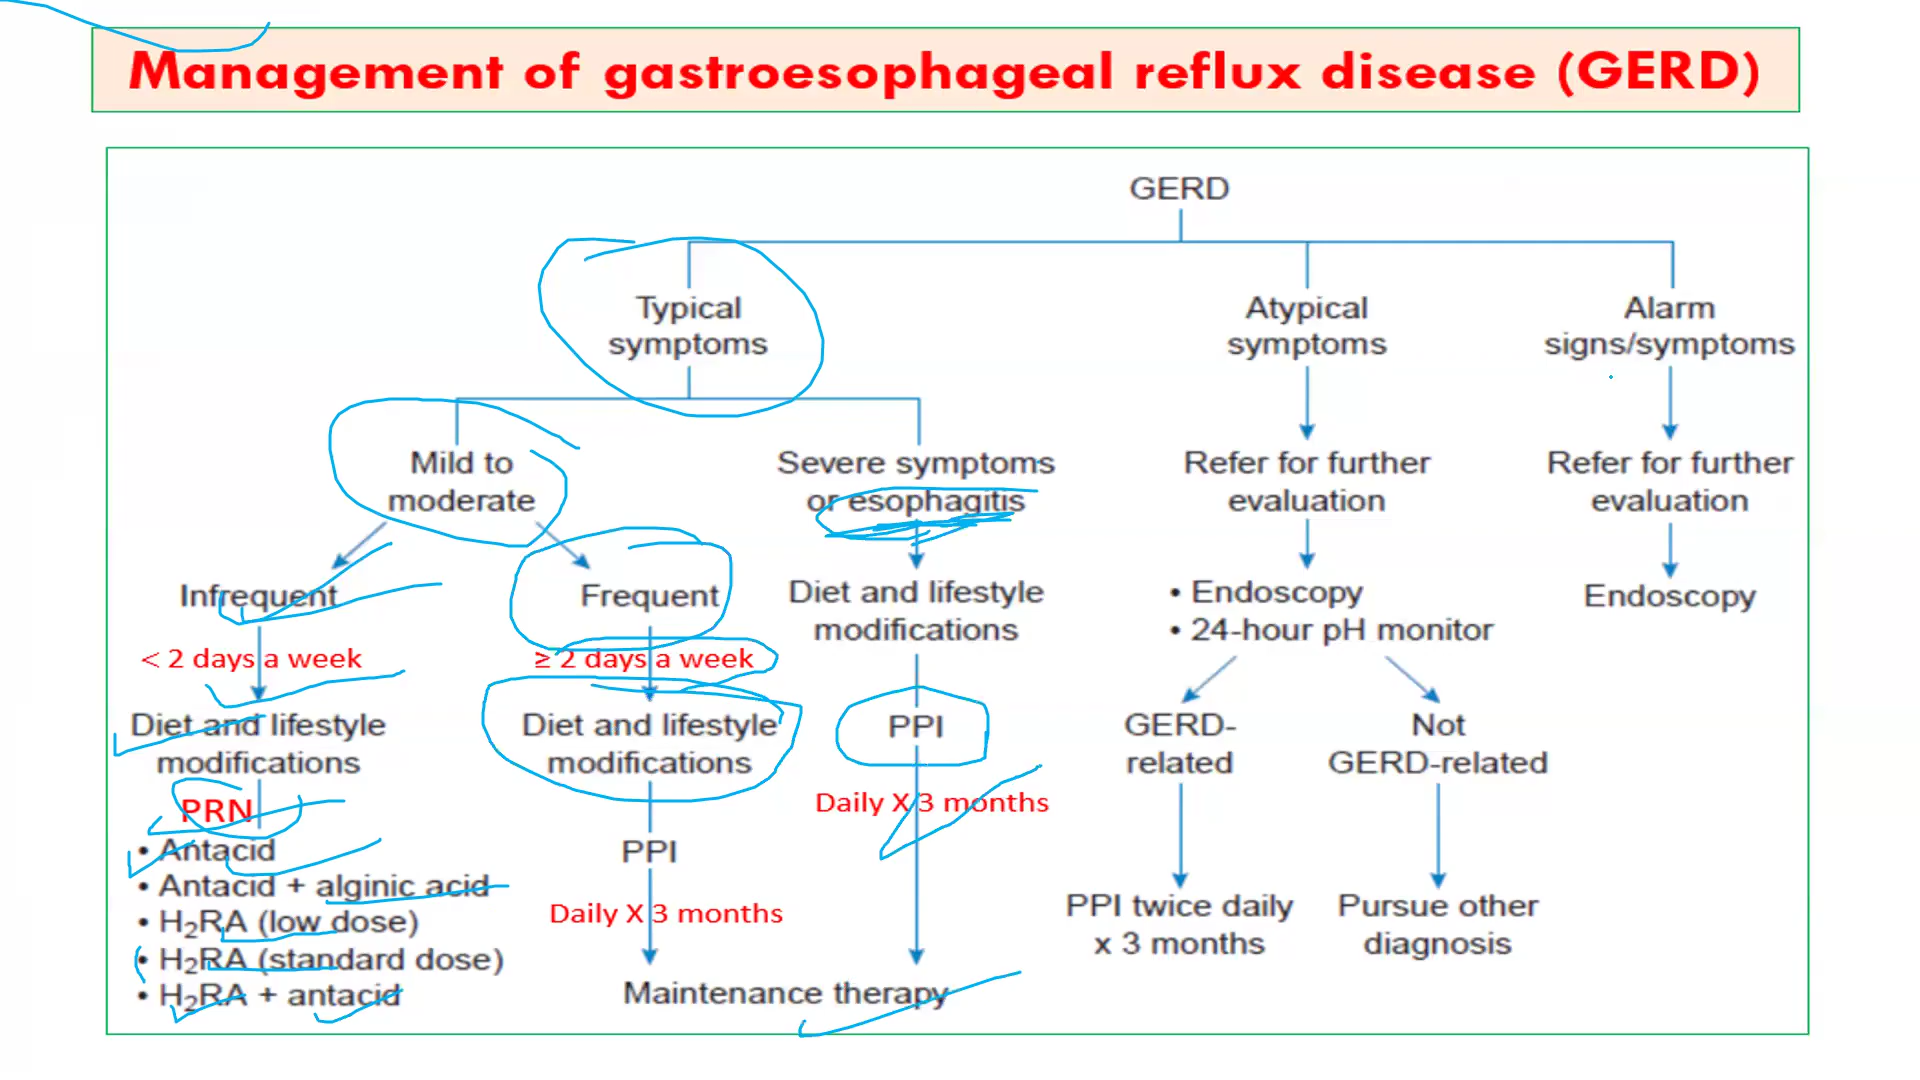 Management of gastroesophageal reflux disease (GERD)
GERD
Typical
symptoms
Atypical
symptoms
Alarm
signs/symptoms
Mild to
moderate
Severe symptoms
or esophagitis
Refer for further
evaluation
Refer for further
evaluation
Infrequent
< 2 days a week
Diet and lifestyle
modifications
PRN
• Antacid
• Antacid + alginic acid
• H₂RA (low dose)
• H₂RA (standard dose)
• H₂RA + antacid
Frequent
≥ 2 days a week
Diet and lifestyle
modifications
PPI
Daily X 3 months
Diet and lifestyle
modifications
PPI
Daily X 3 months
Maintenance therapy
• Endoscopy
• 24-hour pH monitor
GERD-
related
PPI twice daily
x 3 months
Not
GERD-related
Pursue other
diagnosis
Endoscopy